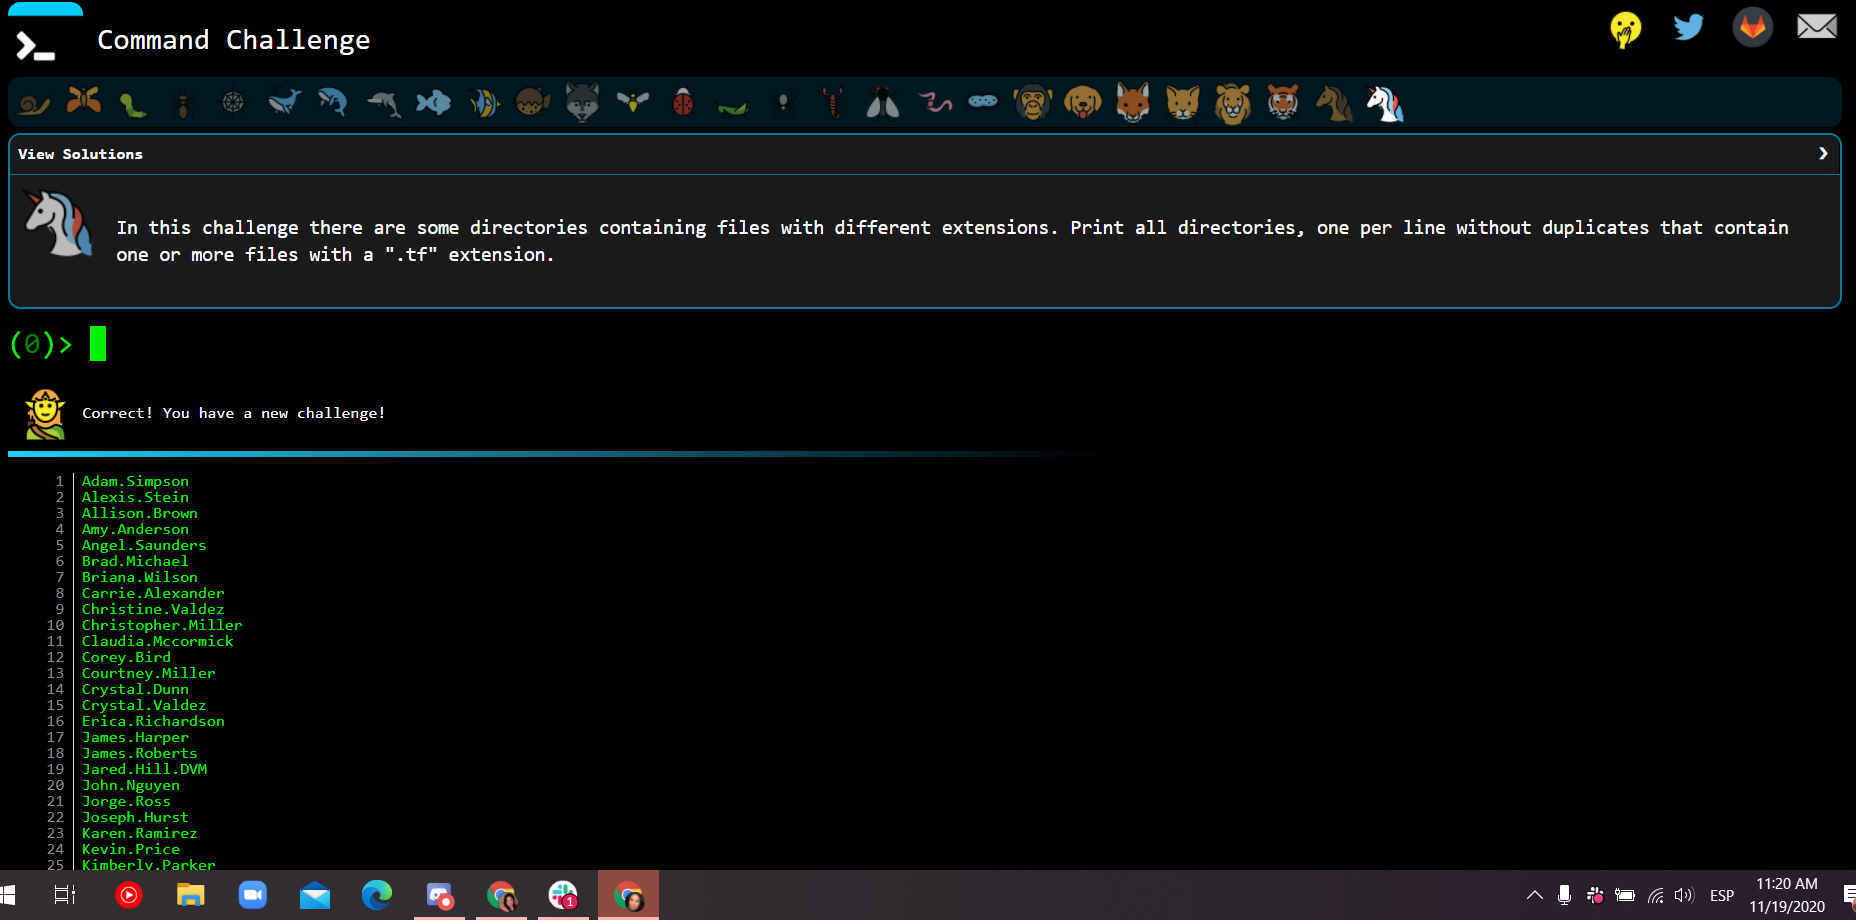 Command Challenge
View Solutions
In this challenge there are some directories containing files with different extensions. Print all directories, one per line without duplicates that contain
one or more files with a ".tf" extension.
(0)>
Correct! You have a new challenge!
1 Adam.Simpson
2 Alexis.Stein
3 Allison.Brown
4 Amy.Anderson
5 Angel.Saunders
6 Brad.Michael
7 Briana.Wilson
8 Carrie.Alexander
9 Christine.Valdez
10 Christopher.Miller
11 Claudia.Mccormick
12 Corey.Bird
13 Courtney.Miller
14 Crystal.Dunn
15 Crystal.Valdez
16 Erica.Richardson
17 James.Harper
18 James.Roberts
19 Jared.Hill.DVM
20 John.Nguyen
21 Jorge.Ross
22 Joseph.Hurst
23 Karen.Ramirez
24 Kevin.Price
25 Kimberly.Parker
1
ESP
11:20 AM
11/19/2020